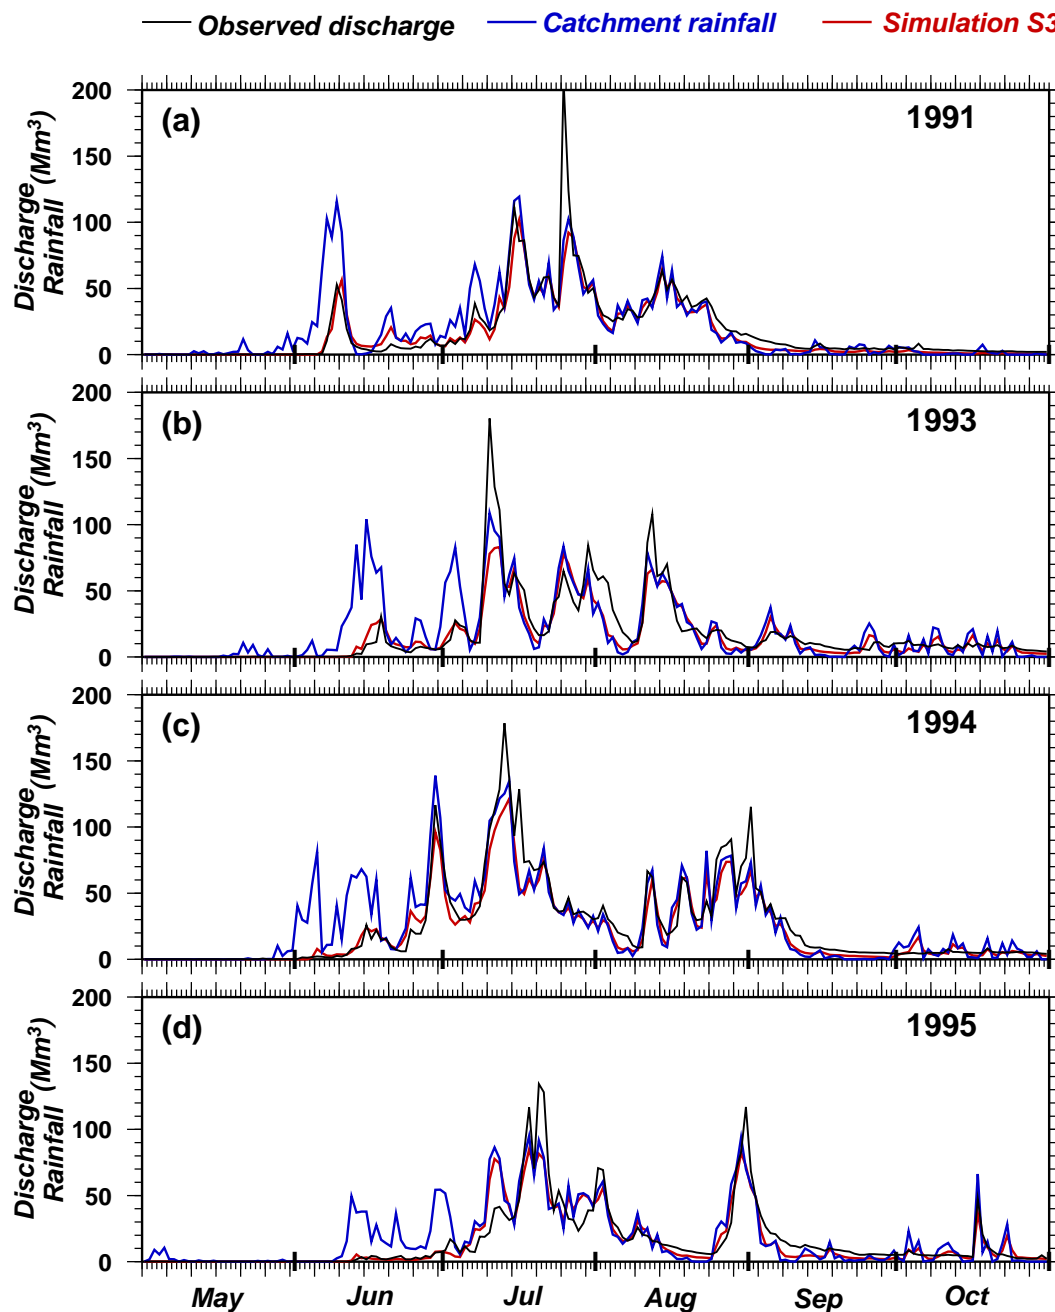 Observed discharge Catchment rainfall Simulation S3
(a) 1991
200
150
100
50
0
Discharge
Rainfall (Mm³)
(b) 1993
200
150
100
50
0
Discharge
Rainfall (Mm³)
(c) 1994
200
150
100
50
0
Discharge
Rainfall (Mm³)
(d) 1995
200
150
100
50
0
Discharge
Rainfall (Mm³)
May Jun Jul Aug Sep Oct